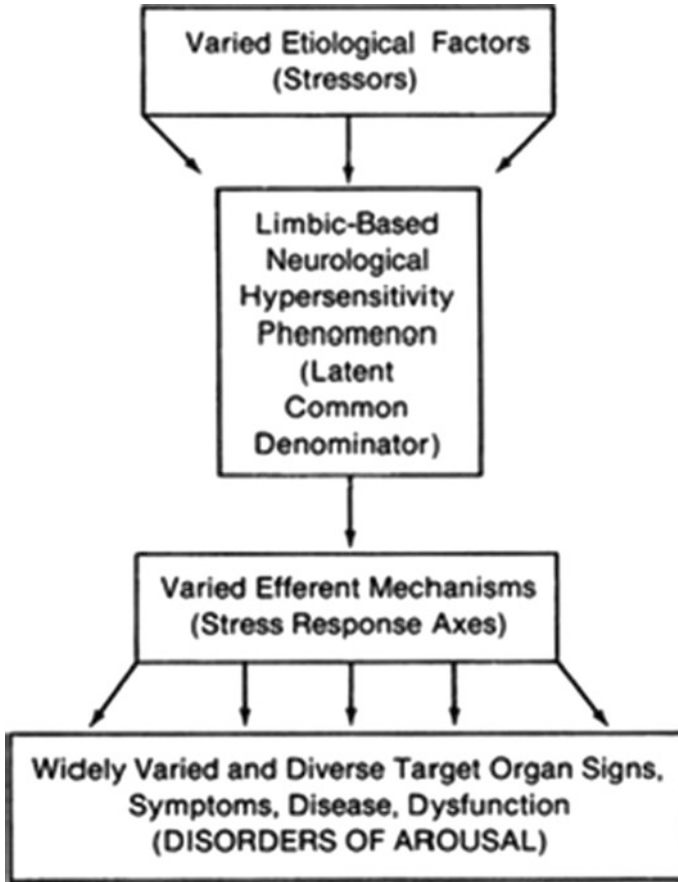 Varied Etiological Factors
(Stressors)
Limbic-Based
Neurological
Hypersensitivity
Phenomenon
(Latent
Common
Denominator)
Varied Efferent Mechanisms
(Stress Response Axes)
Widely Varied and Diverse Target Organ Signs,
Symptoms, Disease, Dysfunction
(DISORDERS OF AROUSAL)